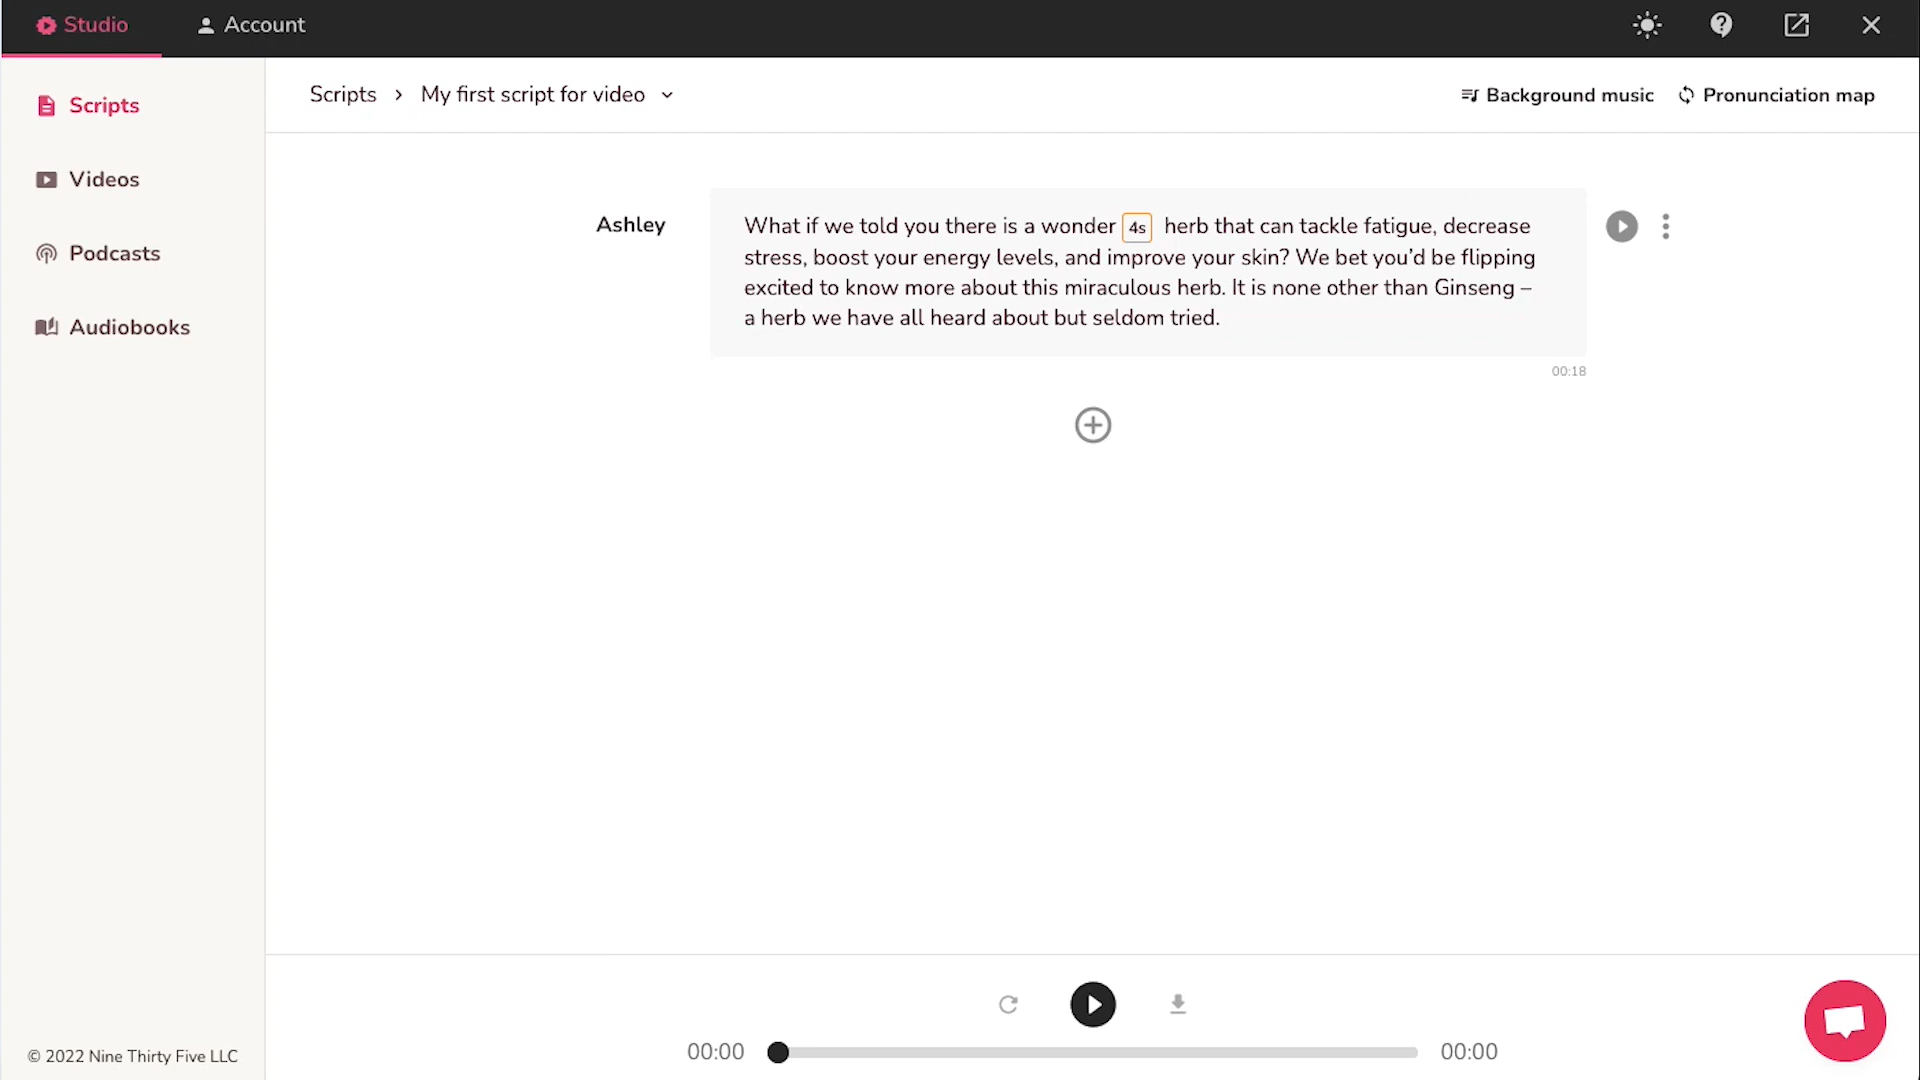 Studio
Account
Scripts
Videos
Podcasts
Audiobooks
© 2022 Nine Thirty Five LLC
Scripts > My first script for video
Background music
Pronunciation map
Ashley
What if we told you there is a wonder 4s herb that can tackle fatigue, decrease
stress, boost your energy levels, and improve your skin? We bet you’d be flipping
excited to know more about this miraculous herb. It is none other than Ginseng –
a herb we have all heard about but seldom tried.
00:18
00:00
00:00